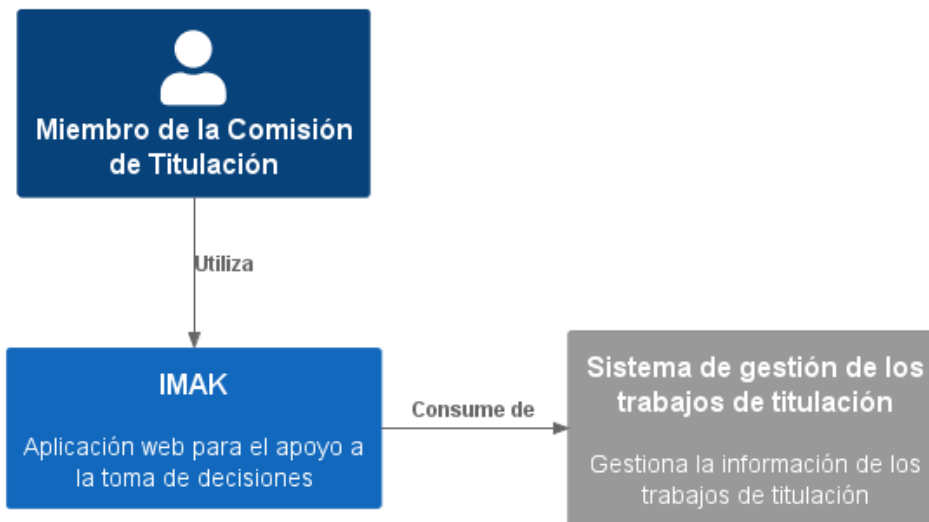 Miembro de la Comisión
de Titulación
Utiliza
IMAK
Aplicación web para el apoyo a
la toma de decisiones
Consume de
Sistema de gestión de los
trabajos de titulación
Gestiona la información de los
trabajos de titulación